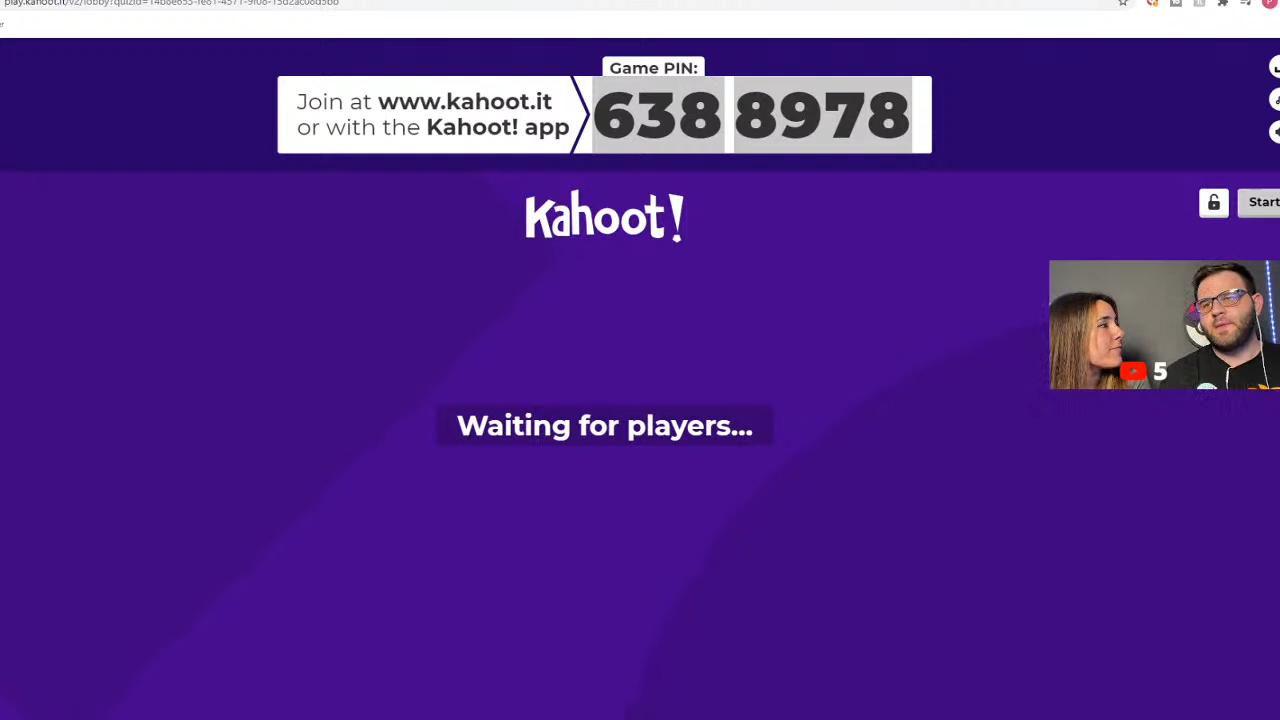 Game PIN:
Join at www.kahoot.it
or with the Kahoot! app
638 8978
Kahoot!
Start
Waiting for players...
5